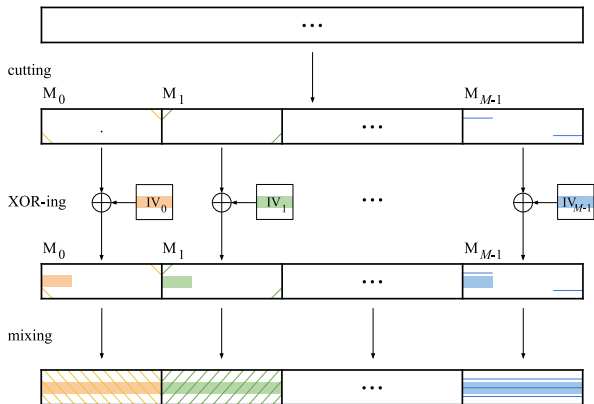 ...
cutting
M0 M1 MM-1
...
XOR-ing IV0 IV1 ... IVM-1
M0 M1 MM-1
...
mixing
...